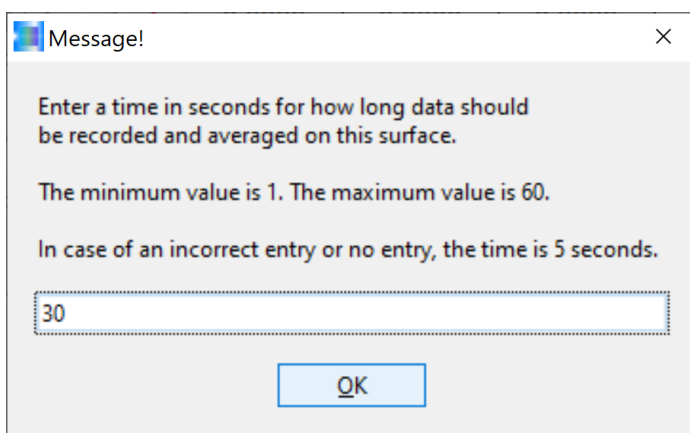 Message!
Enter a time in seconds for how long data should
be recorded and averaged on this surface.
The minimum value is 1. The maximum value is 60.
In case of an incorrect entry or no entry, the time is 5 seconds.
30
OK